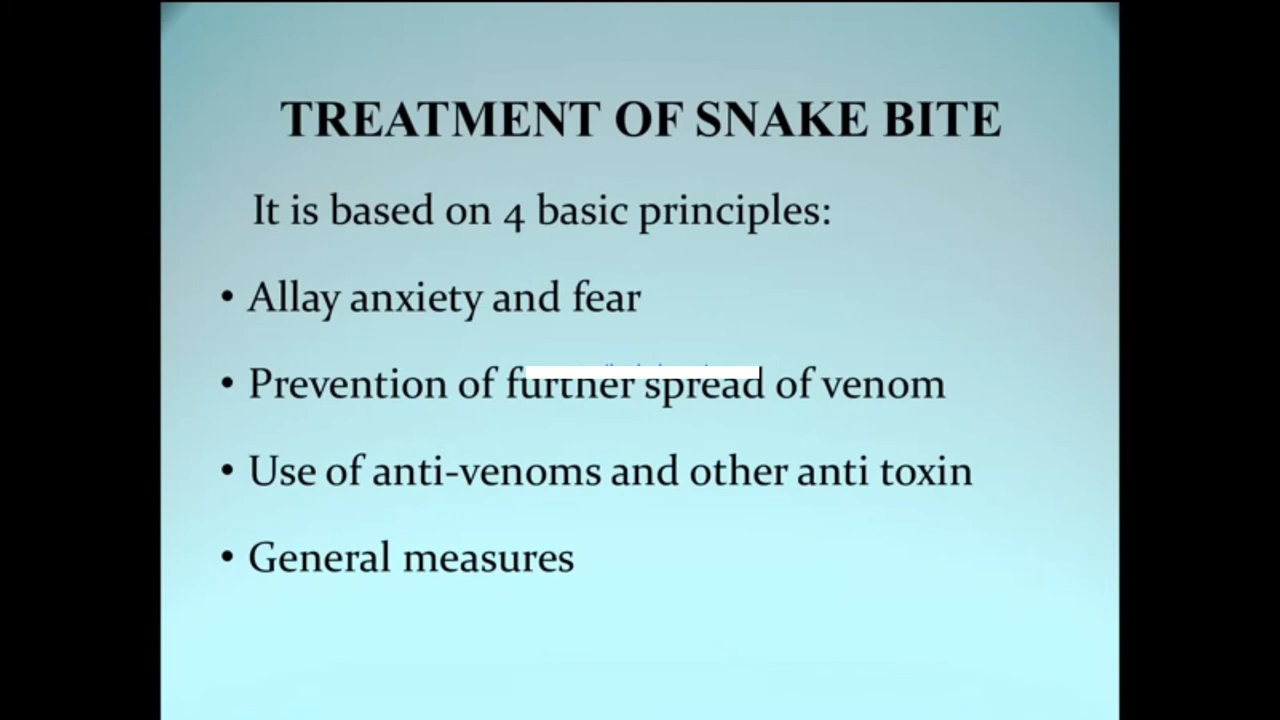 TREATMENT OF SNAKE BITE
It is based on 4 basic principles:
• Allay anxiety and fear
• Prevention of further spread of venom
• Use of anti-venoms and other anti toxin
• General measures